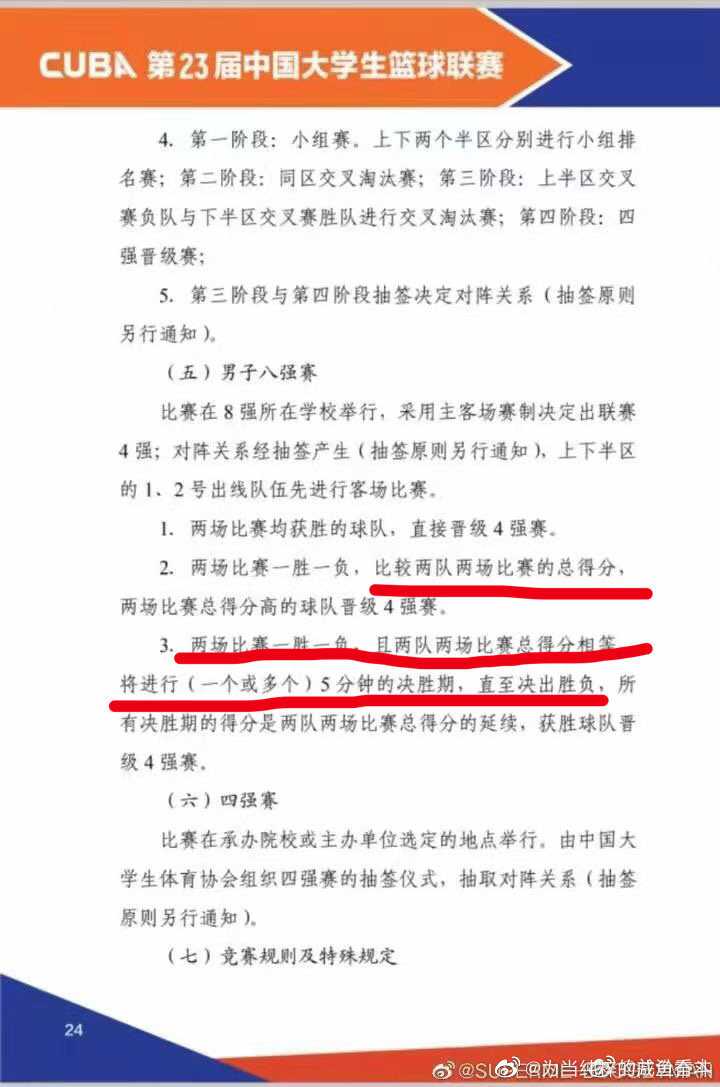 CUBA 第23届中国大学生篮球联赛
4. 第一阶段：小组赛。上下两个半区分别进行小组排
名赛；第二阶段：同区交叉淘汰赛；第三阶段：上半区交叉
赛负队与下半区交叉赛胜队进行交叉淘汰赛；第四阶段：四
强晋级赛；
5. 第三阶段与第四阶段抽签决定对阵关系（抽签原则
另行通知）。
（五）男子八强赛
比赛在 8 强所在学校举行，采用主客场赛制决定出联赛
4 强；对阵关系经抽签产生（抽签原则另行通知），上下半区
的 1、2 号出线队伍先进行客场比赛。
1. 两场比赛均获胜的球队，直接晋级 4 强赛。
2. 两场比赛一胜一负，比较两队两场比赛的总得分，
两场比赛总得分高的球队晋级 4 强赛。
3. 两场比赛一胜一负，且两队两场比赛总得分相等，
将进行（一个或多个）5 分钟的决胜期，直至决出胜负，所
有决胜期的得分是两队两场比赛总得分的延续，获胜球队晋
级 4 强赛。
（六）四强赛
比赛在承办院校或主办单位选定的地点举行。由中国大
学生体育协会组织四强赛的抽签仪式，抽取对阵关系（抽签
原则另行通知）。
（七）竞赛规则及特殊规定
24